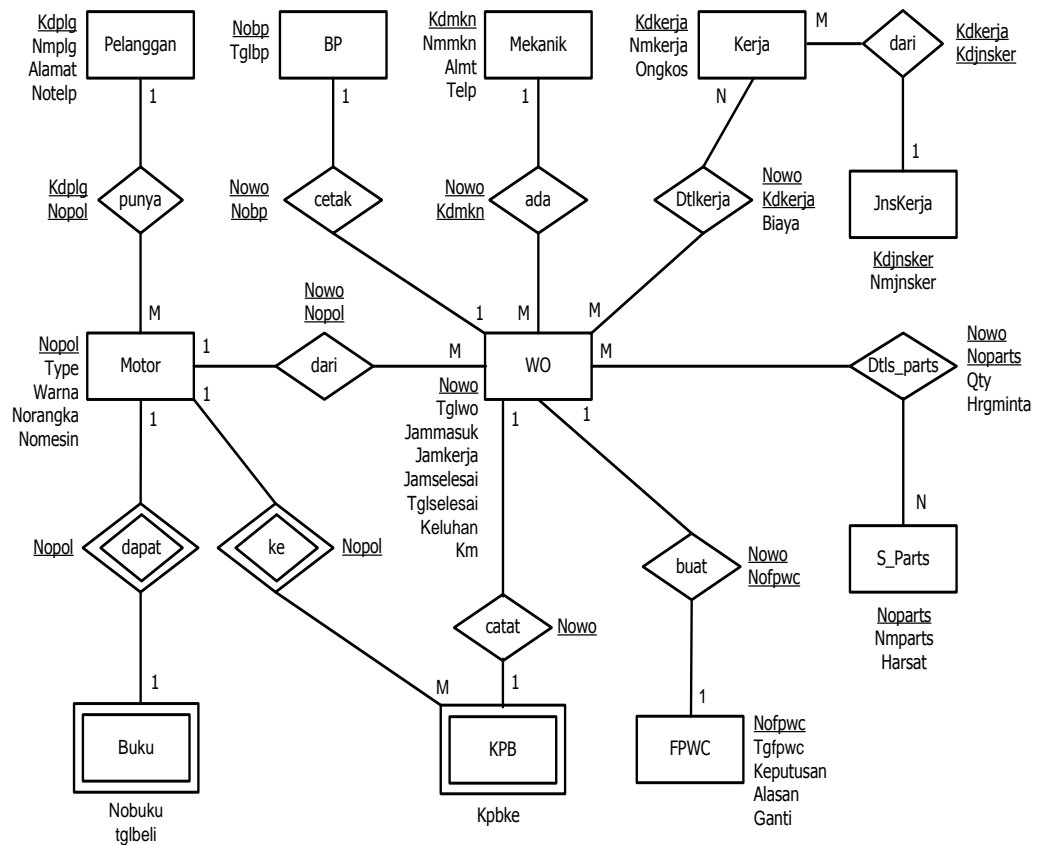 Kdplg
Nmplg
Alamat
Notelp
Pelanggan
1
Nobp
Tglbp
BP
1
Kdmkn
Nmmkn
Almt
Telp
Mekanik
1
Kdkerja
Nmkerja
Ongkos
Kerja
M
N
dari
Kdkerja
Kdjnsker
1
JnsKerja
Kdjnsker
Nmjnsker
Kdplg
Nopol
punya
M
Nowo
Nobp
cetak
1
Nowo
Kdmkn
ada
M
Dtlkerja
Nowo
Kdkerja
Biaya
M
Nopol
Type
Warna
Norangka
Nomesin
Motor
1
1
1
Nowo
Nopol
dari
M
WO
M
Nowo
Tglwo
Jammasuk
Jamkerja
Jamselesai
Tglselesai
Keluhan
Km
1
1
Dtls_parts
Nowo
Noparts
Qty
Hrgminta
N
S_Parts
Noparts
Nmparts
Harsat
Nopol
dapat
1
ke
Nopol
M
catat
Nowo
1
buat
Nowo
Nofpwc
1
Buku
Nobuku
tglbeli
KPB
Kpbke
FPWC
Nofpwc
Tgfpwc
Keputusan
Alasan
Ganti